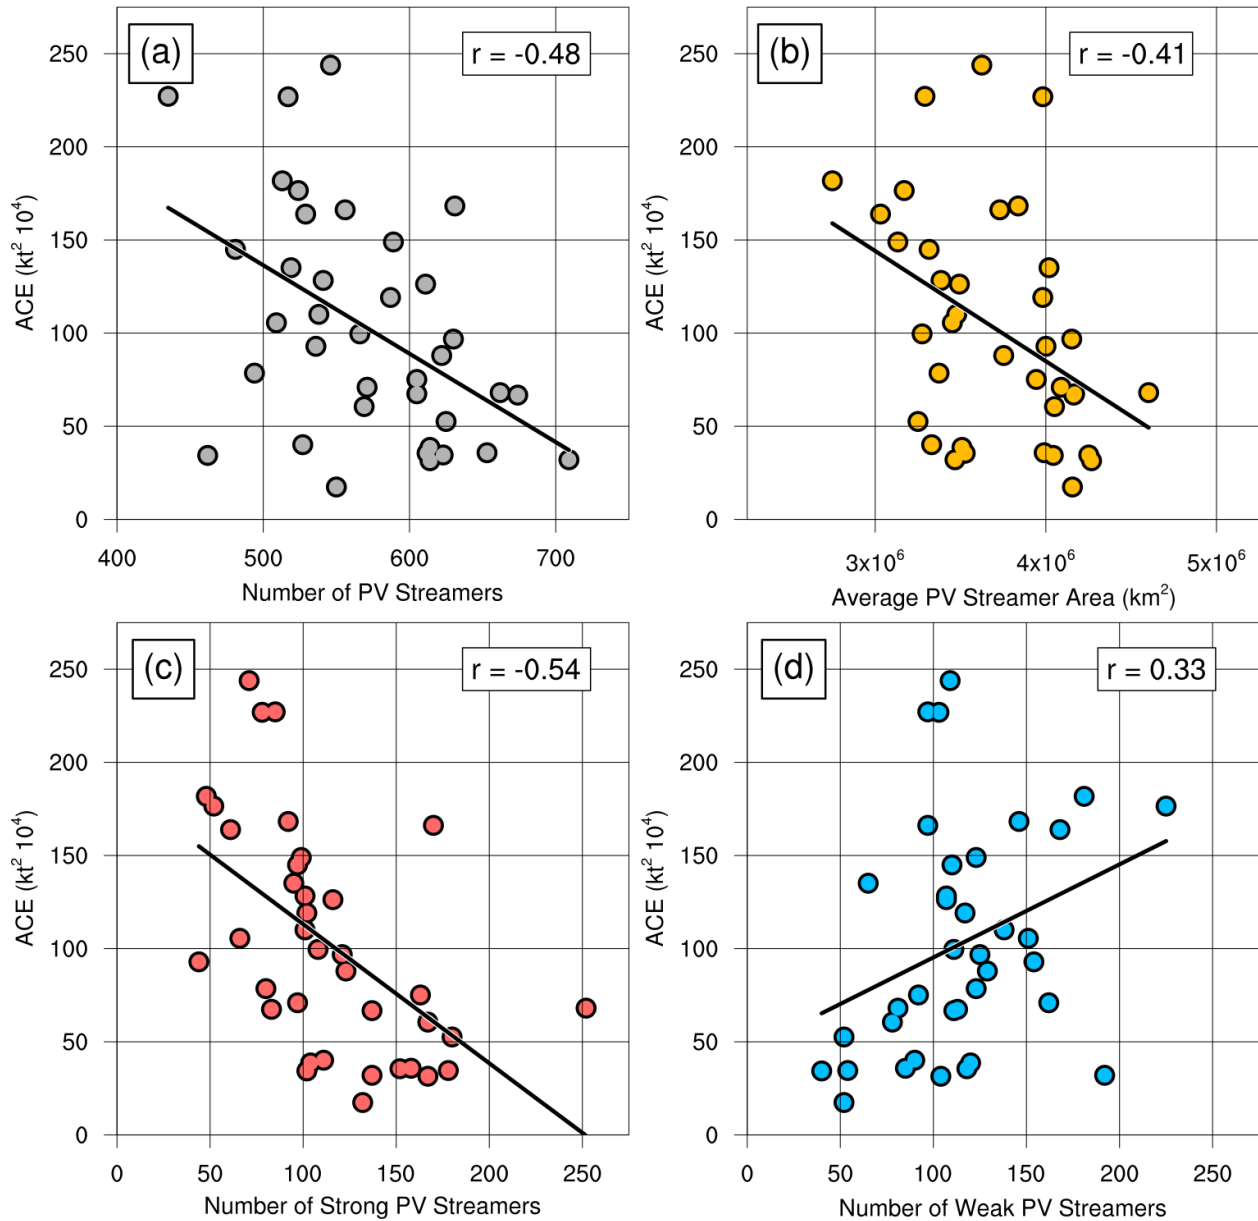 (a)
r = -0.48
250
200
150
100
50
0
ACE (kt² 10⁴)
400 500 600 700
Number of PV Streamers
(b)
r = -0.41
250
200
150
100
50
0
ACE (kt² 10⁴)
3x10⁶ 4x10⁶ 5x10⁶
Average PV Streamer Area (km²)
(c)
r = -0.54
250
200
150
100
50
0
ACE (kt² 10⁴)
0 50 100 150 200 250
Number of Strong PV Streamers
(d)
r = 0.33
250
200
150
100
50
0
ACE (kt² 10⁴)
0 50 100 150 200 250
Number of Weak PV Streamers